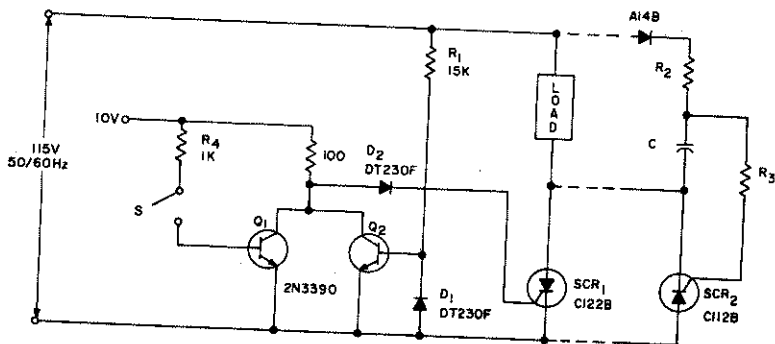 A14B
R1
15K
R2
LOAD
10V
R4
1K
100
D2
DT230F
C
R3
115V
50/60Hz
S
Q1
Q2
2N3390
D1
DT230F
SCR1
C122B
SCR2
C112B